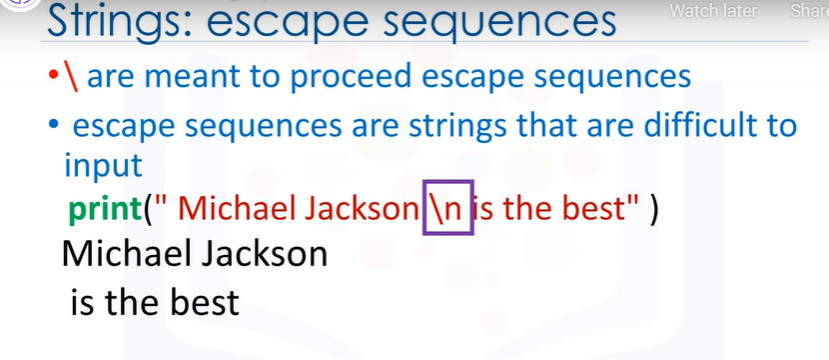 Strings: escape sequences
Watch later
Share
•\ are meant to proceed escape sequences
• escape sequences are strings that are difficult to
input
print(" Michael Jackson \n is the best" )
Michael Jackson
is the best